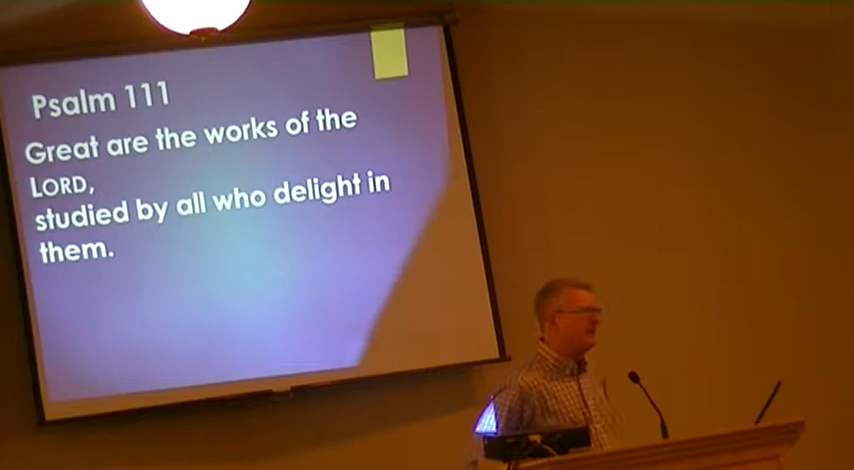 Psalm 111
Great are the works of the
LORD,
studied by all who delight in
them.